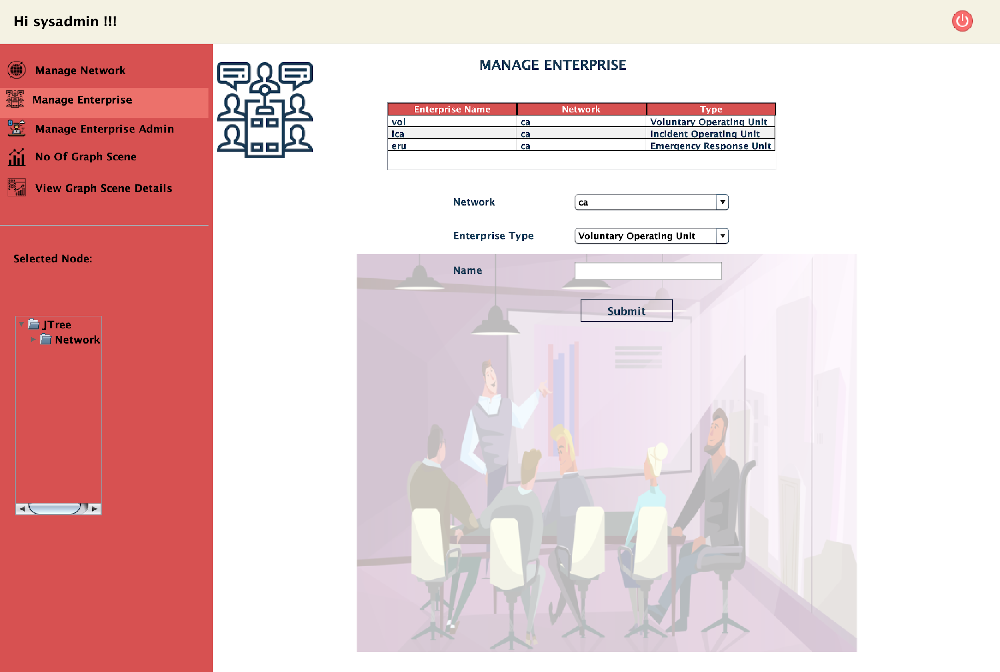 Hi sysadmin !!!
Manage Network
Manage Enterprise
Manage Enterprise Admin
No Of Graph Scene
View Graph Scene Details
Selected Node:
JTree
Network
MANAGE ENTERPRISE
Enterprise Name Network Type
vol ca Voluntary Operating Unit
ica ca Incident Operating Unit
eru ca Emergency Response Unit
Network ca
Enterprise Type Voluntary Operating Unit
Name
Submit